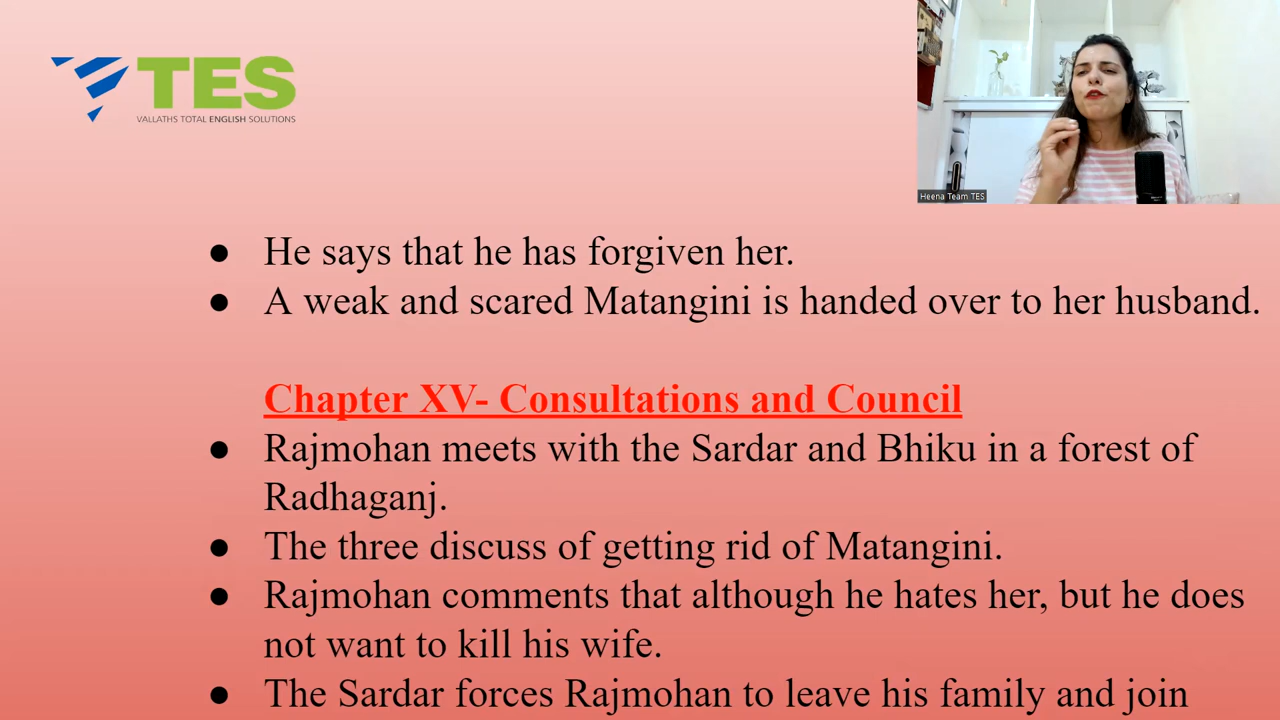 TES
VALLATHS TOTAL ENGLISH SOLUTIONS
Heena Team TES
● He says that he has forgiven her.
● A weak and scared Matangini is handed over to her husband.
Chapter XV- Consultations and Council
● Rajmohan meets with the Sardar and Bhiku in a forest of
Radhaganj.
● The three discuss of getting rid of Matangini.
● Rajmohan comments that although he hates her, but he does
not want to kill his wife.
● The Sardar forces Rajmohan to leave his family and join